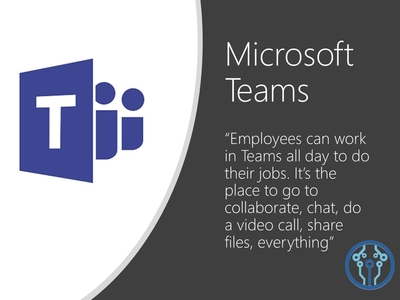 T
Microsoft
Teams
“Employees can work
in Teams all day to do
their jobs. It’s the
place to go to
collaborate, chat, do
a video call, share
files, everything”